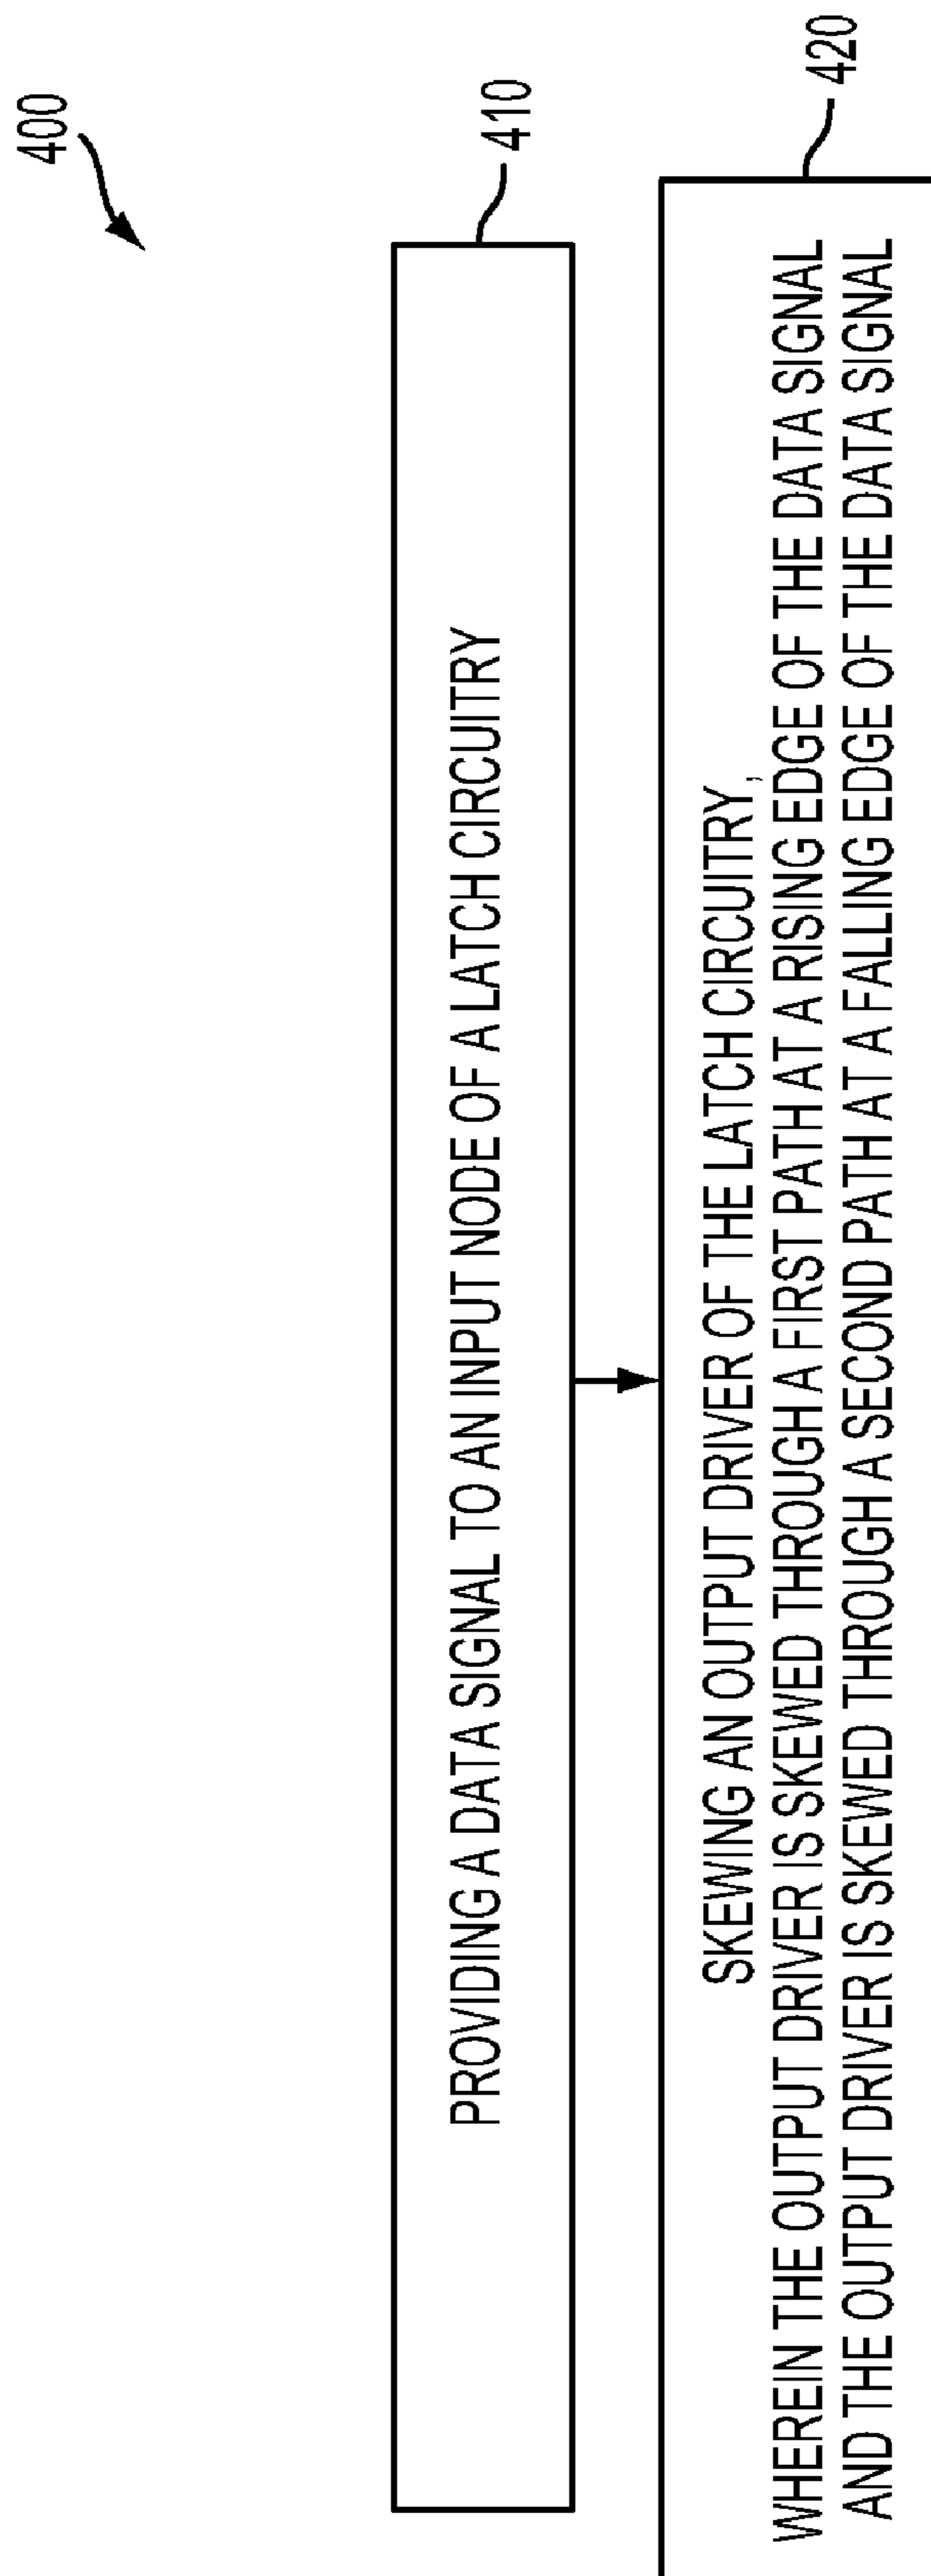 400
410
PROVIDING A DATA SIGNAL TO AN INPUT NODE OF A LATCH CIRCUITRY
420
SKEWING AN OUTPUT DRIVER OF THE LATCH CIRCUITRY,
WHEREIN THE OUTPUT DRIVER IS SKEWED THROUGH A FIRST PATH AT A RISING EDGE OF THE DATA SIGNAL
AND THE OUTPUT DRIVER IS SKEWED THROUGH A SECOND PATH AT A FALLING EDGE OF THE DATA SIGNAL